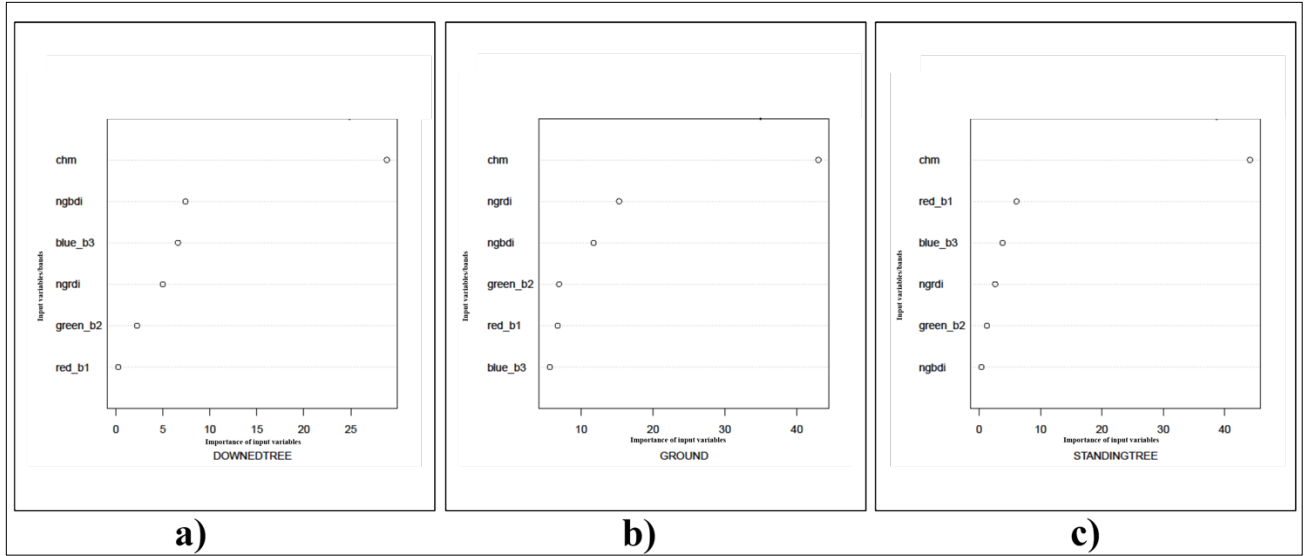 chm
ngbdi
blue_b3
ngrdi
green_b2
red_b1
Input variables/bands
0 5 10 15 20 25
Importance of input variables
DOWNEDTREE
a)
chm
ngrdi
ngbdi
green_b2
red_b1
blue_b3
Input variables/bands
10 20 30 40
Importance of input variables
GROUND
b)
chm
red_b1
blue_b3
ngrdi
green_b2
ngbdi
Input variables/bands
0 10 20 30 40
Importance of input variables
STANDINGTREE
c)